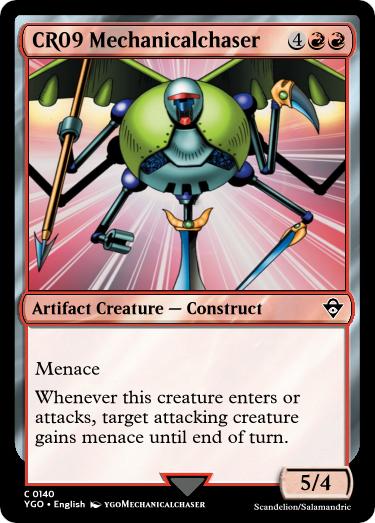 CR09 Mechanicalchaser 4
Artifact Creature — Construct
Menace
Whenever this creature enters or
attacks, target attacking creature
gains menace until end of turn.
5/4
C 0140
YGO • English YGOMECHANICALCHASER
Scandelion/Salamandric